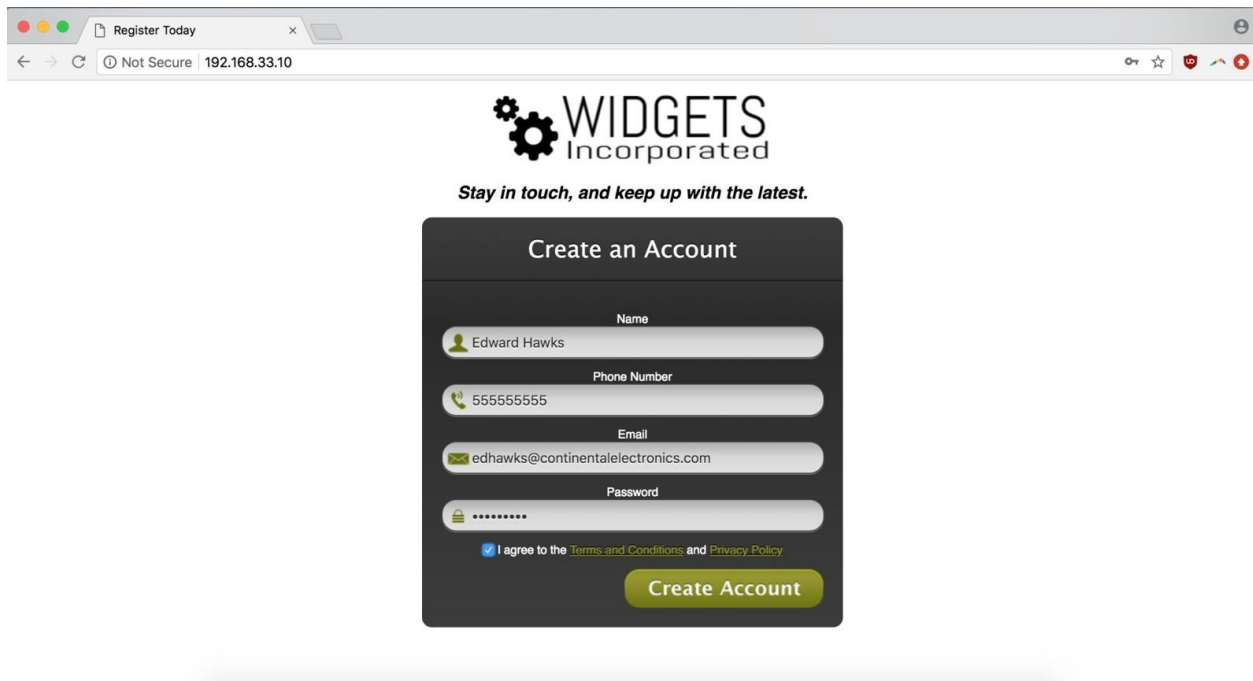 Register Today
Not Secure 192.168.33.10
WIDGETS
Incorporated
Stay in touch, and keep up with the latest.
Create an Account
Name
Edward Hawks
Phone Number
555555555
Email
edhawks@continentalelectronics.com
Password
•••••••••
I agree to the Terms and Conditions and Privacy Policy
Create Account